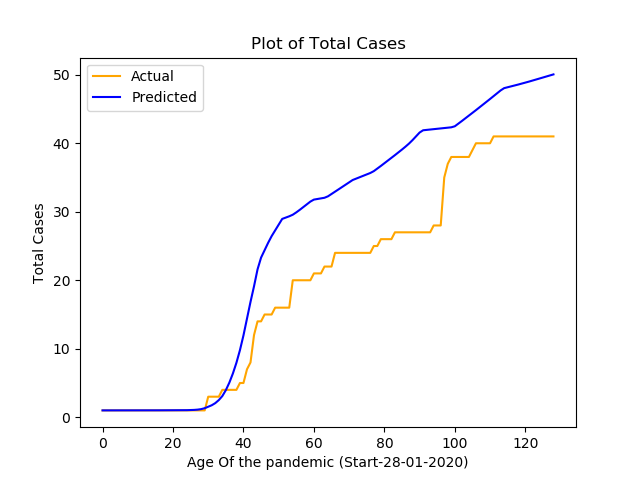 Plot of Total Cases
Actual
Predicted
50
40
30
20
10
0
Total Cases
0 20 40 60 80 100 120
Age Of the pandemic (Start-28-01-2020)